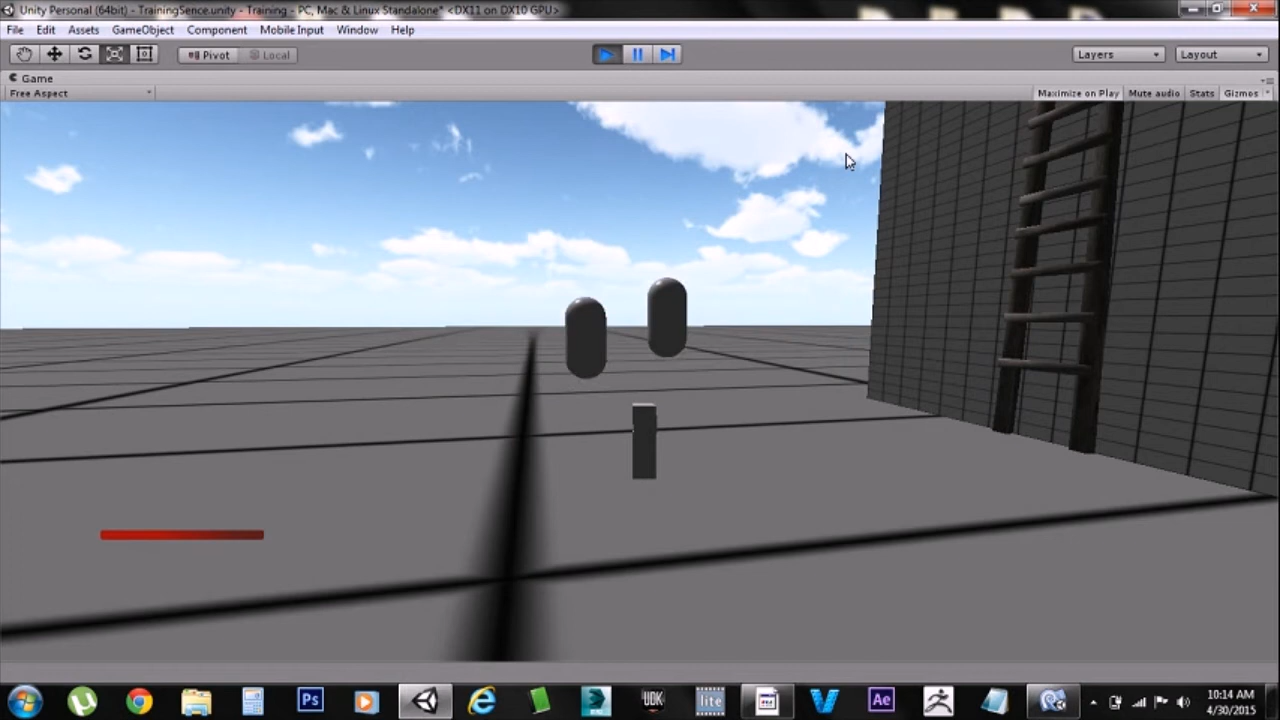 Unity Personal (64bit) - TrainingSence.unity - Training - PC, Mac & Linux Standalone* <DX11 on DX10 GPU>
File Edit Assets GameObject Component Mobile Input Window Help
Pivot Local Layers Layout
Game
Free Aspect Maximize on Play Mute audio Stats Gizmos
Ps UDK lite Ae
10:14 AM
4/30/2015